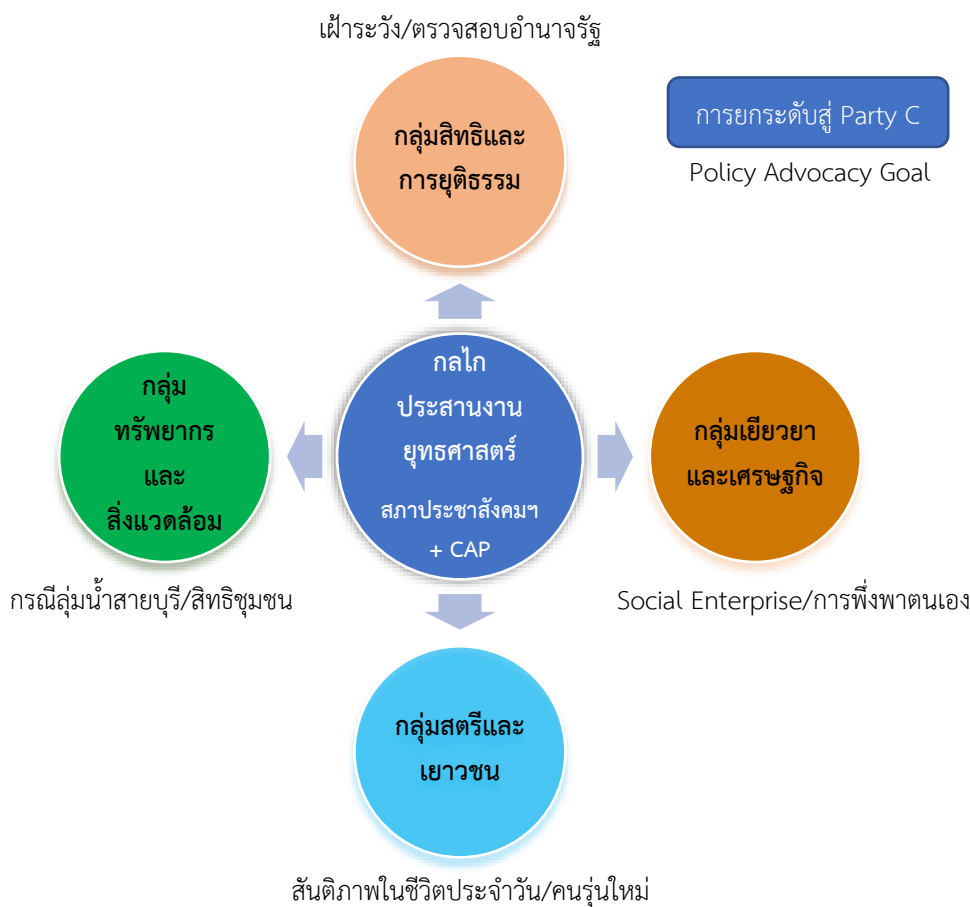 เฝ้าระวัง/ตรวจสอบอำนาจรัฐ
กลุ่มสิทธิและ
การยุติธรรม
การยกระดับสู่ Party C
Policy Advocacy Goal
กลไก
ประสานงาน
ยุทธศาสตร์
สภาประชาสังคมฯ
+ CAP
กลุ่ม
ทรัพยากร
และ
สิ่งแวดล้อม
กรณีลุ่มน้ำสายบุรี/สิทธิชุมชน
กลุ่มเยียวยา
และเศรษฐกิจ
Social Enterprise/การพึ่งพาตนเอง
กลุ่มสตรีและ
เยาวชน
สันติภาพในชีวิตประจำวัน/คนรุ่นใหม่